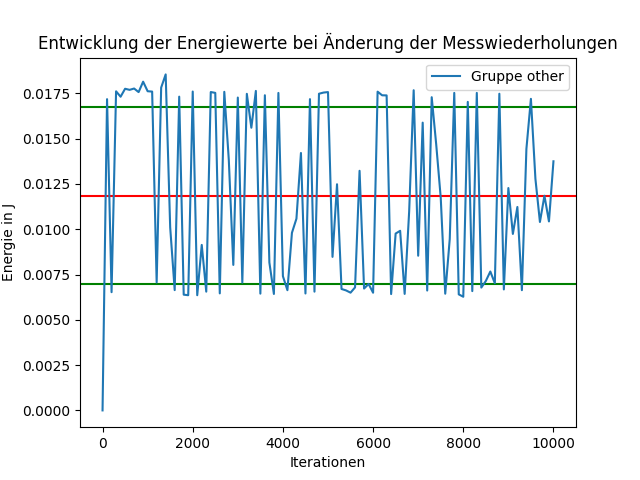 Entwicklung der Energiewerte bei Änderung der Messwiederholungen
Gruppe other
0.0175
0.0150
0.0125
0.0100
0.0075
0.0050
0.0025
0.0000
Energie in J
0 2000 4000 6000 8000 10000
Iterationen